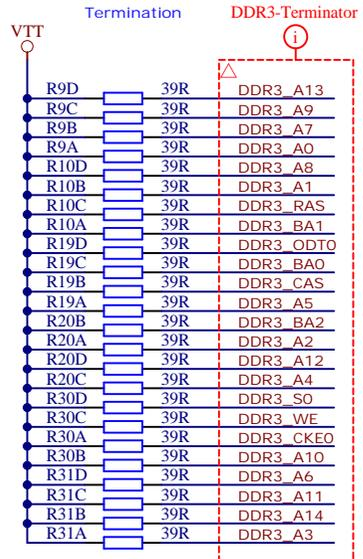 Termination DDR3-Terminator
VTT
i
R9D 39R DDR3_A13
R9C 39R DDR3_A9
R9B 39R DDR3_A7
R9A 39R DDR3_A0
R10D 39R DDR3_A8
R10B 39R DDR3_A1
R10C 39R DDR3_RAS
R10A 39R DDR3_BA1
R19D 39R DDR3_ODT0
R19C 39R DDR3_BA0
R19B 39R DDR3_CAS
R19A 39R DDR3_A5
R20B 39R DDR3_BA2
R20A 39R DDR3_A2
R20D 39R DDR3_A12
R20C 39R DDR3_A4
R30D 39R DDR3_S0
R30C 39R DDR3_WE
R30A 39R DDR3_CKE0
R30B 39R DDR3_A10
R31D 39R DDR3_A6
R31C 39R DDR3_A11
R31B 39R DDR3_A14
R31A 39R DDR3_A3